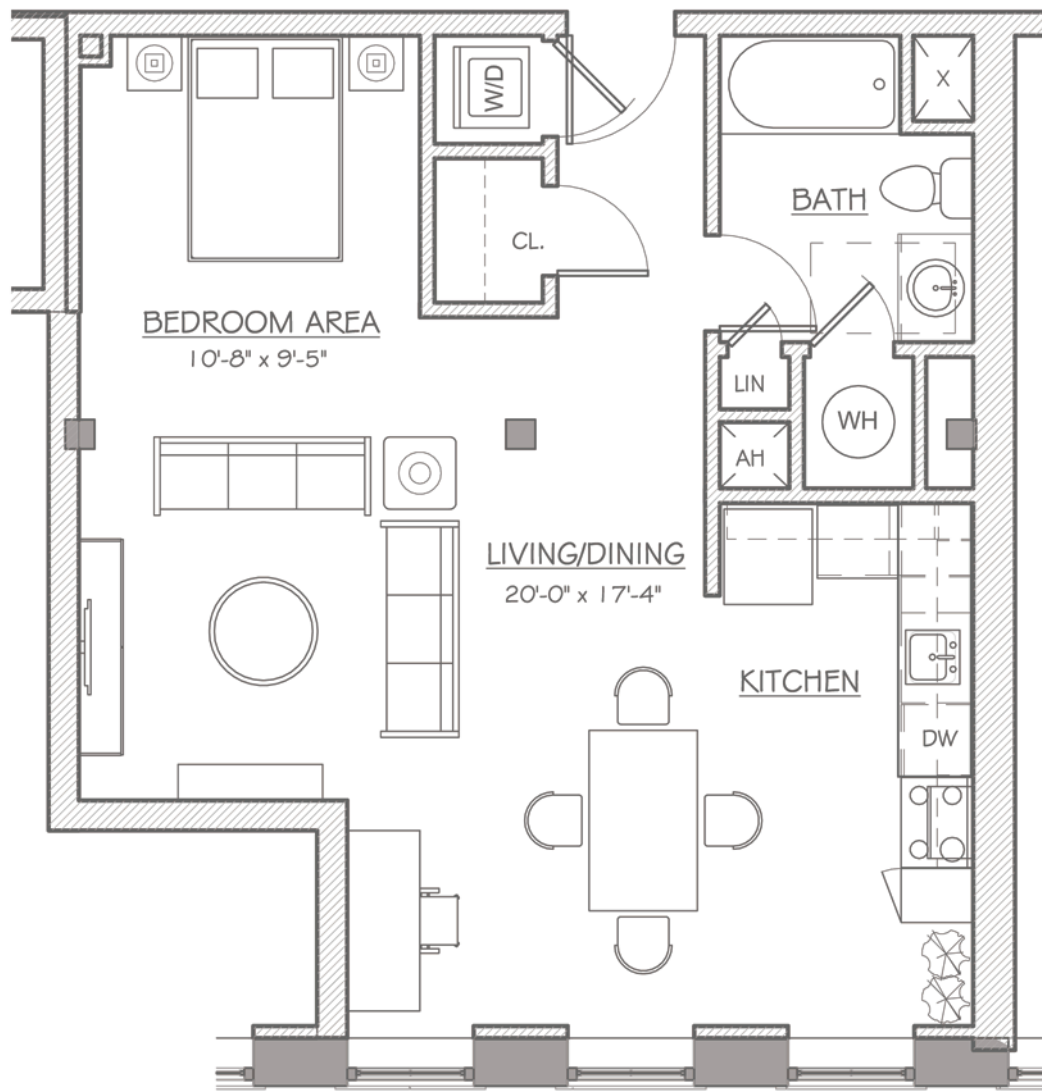 W/D
X
BATH
CL.
BEDROOM AREA
10'-8" x 9'-5"
LIN
WH
AH
LIVING/DINING
20'-0" x 17'-4"
KITCHEN
DW